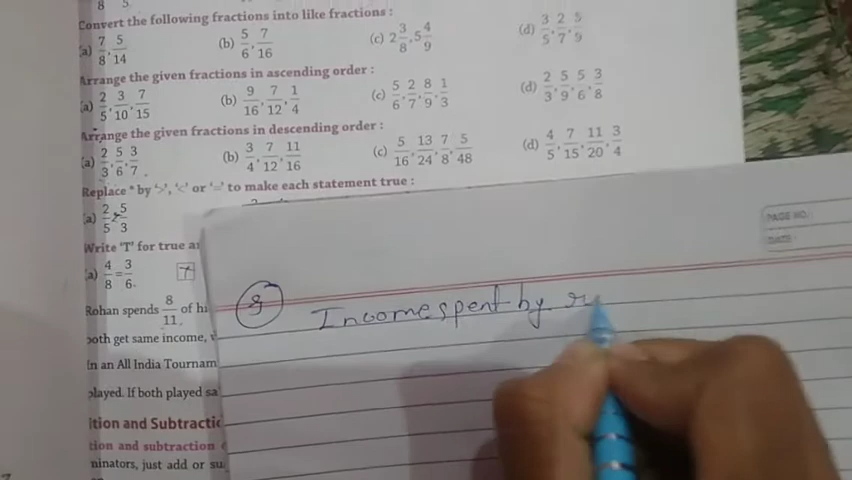 8 5
Convert the following fractions into like fractions :
(a) 7/8, 5/14 (b) 5/6, 7/16 (c) 2 3/8, 5 4/9 (d) 3/5, 2/7, 5/9
Arrange the given fractions in ascending order :
(a) 2/5, 3/10, 7/15 (b) 9/16, 7/12, 1/4 (c) 5/6, 2/7, 8/9, 1/3 (d) 2/3, 5/9, 5/6, 3/8
Arrange the given fractions in descending order :
(a) 2/3, 5/6, 3/7 (b) 3/4, 7/12, 11/16 (c) 5/16, 13/24, 7/8, 5/48 (d) 4/5, 7/15, 11/20, 3/4
Replace * by '>', '<' or '=' to make each statement true :
(a) 2/5 5/3
Write 'T' for true a
(a) 4/8 = 3/6.
Rohan spends 8/11 of
both get same income,
In an All India Tournam
played. If both played sa
ition and Subtractic
tion and subtraction
ninators, just add or su
PAGE NO.
DATE
8 Income spent by